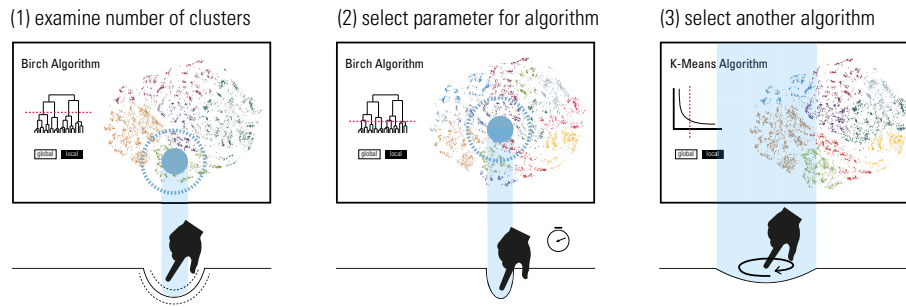 (1) examine number of clusters
(2) select parameter for algorithm
(3) select another algorithm
Birch Algorithm
global
local
Birch Algorithm
global
local
K-Means Algorithm
global
local